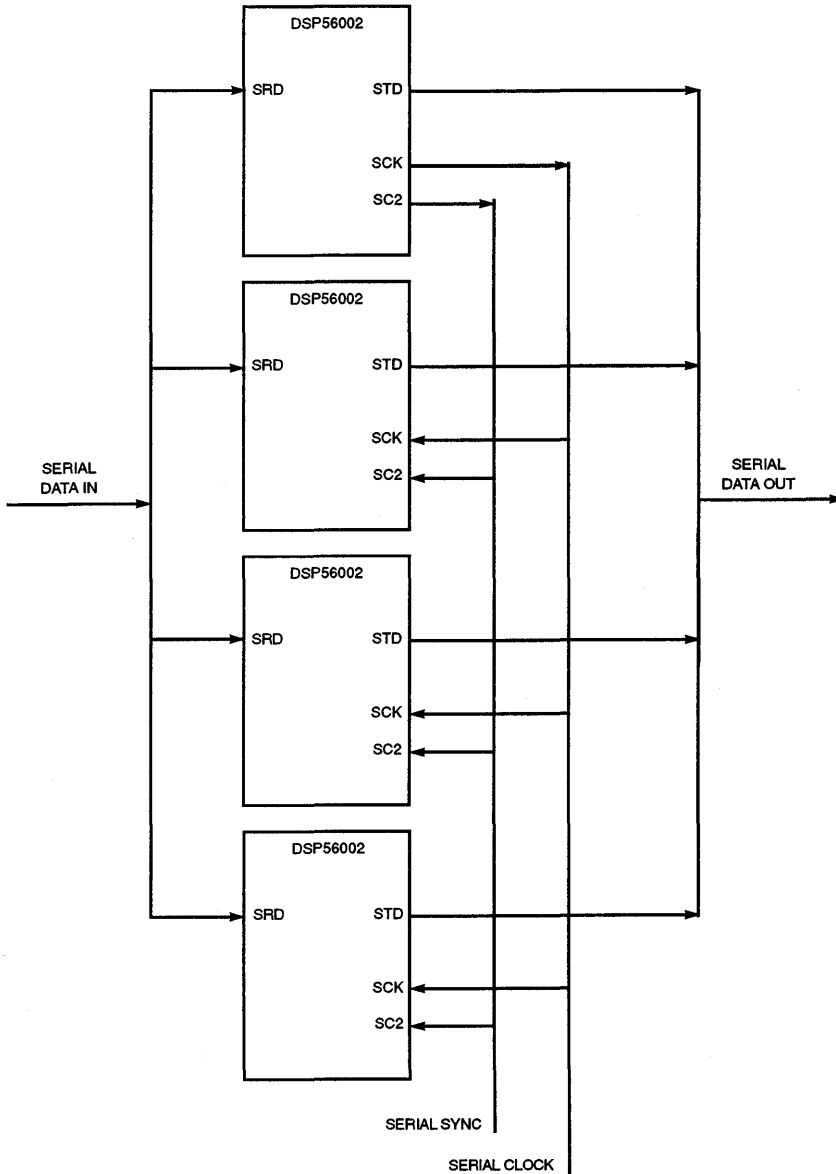 DSP56002
SRD
STD
SCK
SC2
DSP56002
SRD
STD
SCK
SC2
SERIAL
DATA IN
SERIAL
DATA OUT
DSP56002
SRD
STD
SCK
SC2
DSP56002
SRD
STD
SCK
SC2
SERIAL SYNC
SERIAL CLOCK